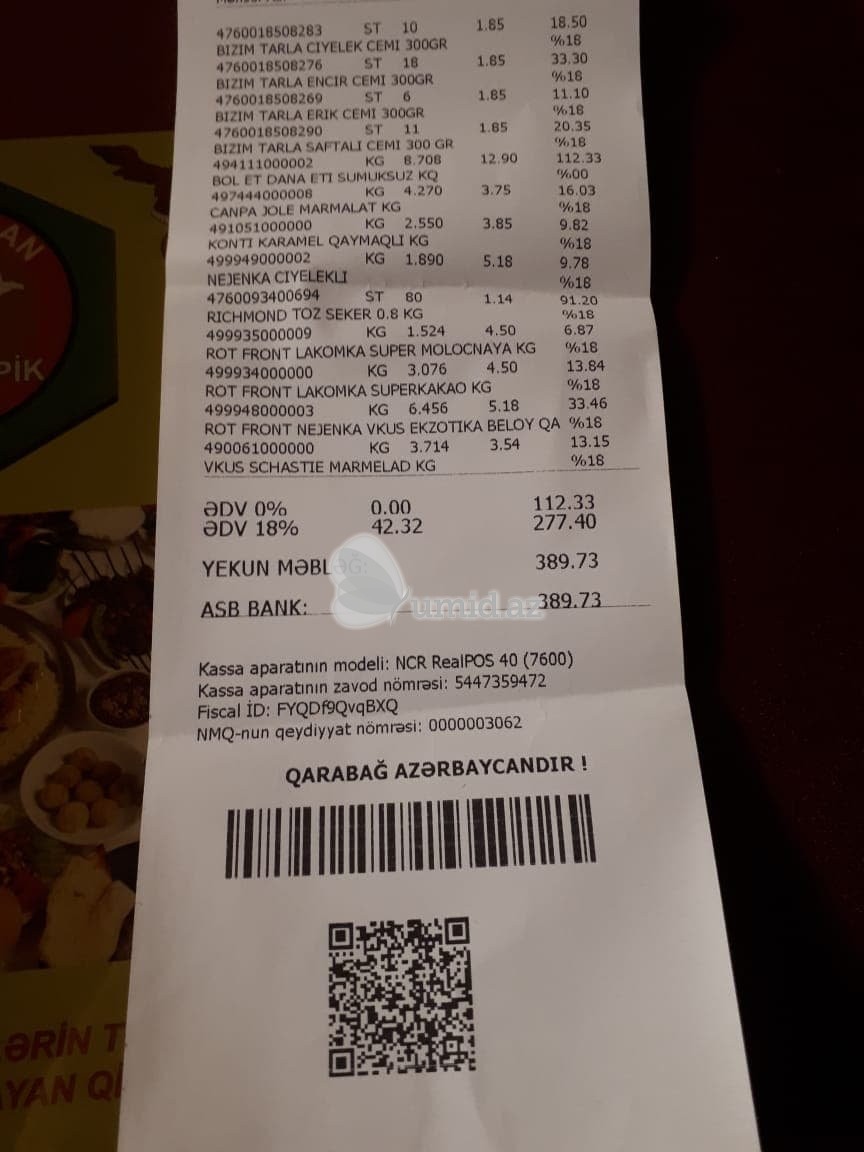 4760018508283 ST 10 1.85 18.50
BIZIM TARLA CIYELEK CEMI 300GR %18
4760018508276 ST 18 1.85 33.30
BIZIM TARLA ENCIR CEMI 300GR %18
4760018508269 ST 6 1.85 11.10
BIZIM TARLA ERIK CEMI 300GR %18
4760018508290 ST 11 1.85 20.35
BIZIM TARLA SAFTALI CEMI 300 GR %18
494111000002 KG 8.708 12.90 112.33
BOL ET DANA ETI SUMUKSUZ KQ %00
497444000008 KG 4.270 3.75 16.03
CANPA JOLE MARMALAT KG %18
491051000000 KG 2.550 3.85 9.82
KONTI KARAMEL QAYMAQLI KG %18
499949000002 KG 1.890 5.18 9.78
NEJENKA CIYELEKLI %18
4760093400694 ST 80 1.14 91.20
RICHMOND TOZ SEKER 0.8 KG %18
499935000009 KG 1.524 4.50 6.87
ROT FRONT LAKOMKA SUPER MOLOCNAYA KG %18
499934000000 KG 3.076 4.50 13.84
ROT FRONT LAKOMKA SUPERKAKAO KG %18
499948000003 KG 6.456 5.18 33.46
ROT FRONT NEJENKA VKUS EKZOTIKA BELOY QA %18
490061000000 KG 3.714 3.54 13.15
VKUS SCHASTIE MARMELAD KG %18
ƏDV 0% 0.00 112.33
ƏDV 18% 42.32 277.40
YEKUN MƏBLƏĞ: 389.73
ASB BANK: 389.73
umid.az
Kassa aparatının modeli: NCR RealPOS 40 (7600)
Kassa aparatının zavod nömrəsi: 5447359472
Fiscal İD: FYQDf9QvqBXQ
NMQ-nun qeydiyyat nömrəsi: 0000003062
QARABAĞ AZƏRBAYCANDIR !
AN
PİK
ƏRİN T
YAN Qİ